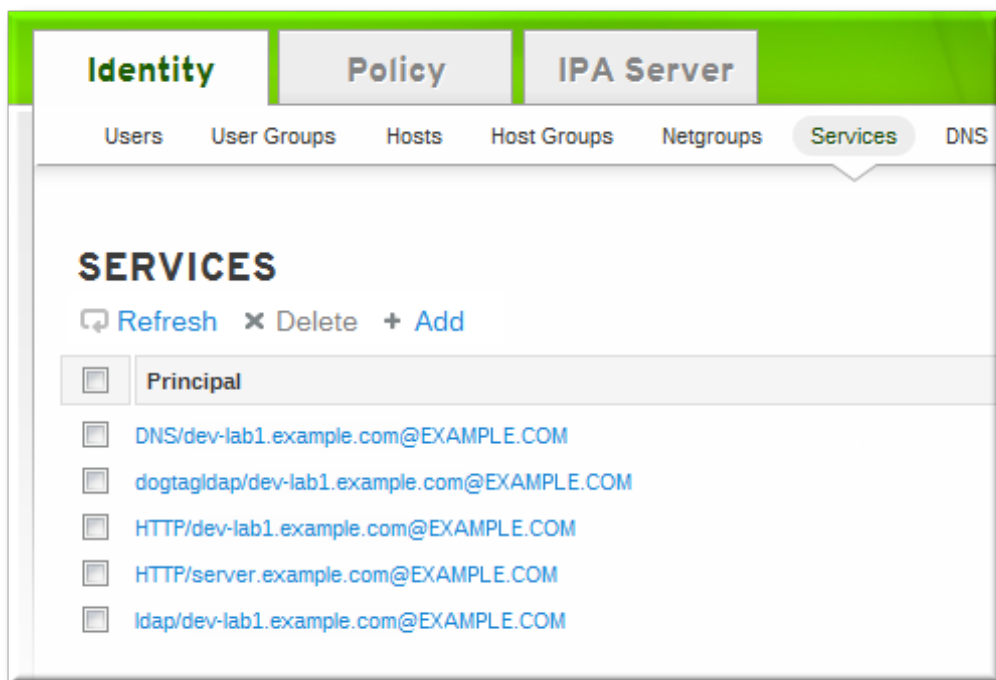 Identity Policy IPA Server
Users User Groups Hosts Host Groups Netgroups Services DNS
SERVICES
Refresh Delete Add
Principal
DNS/dev-lab1.example.com@EXAMPLE.COM
dogtagldap/dev-lab1.example.com@EXAMPLE.COM
HTTP/dev-lab1.example.com@EXAMPLE.COM
HTTP/server.example.com@EXAMPLE.COM
ldap/dev-lab1.example.com@EXAMPLE.COM